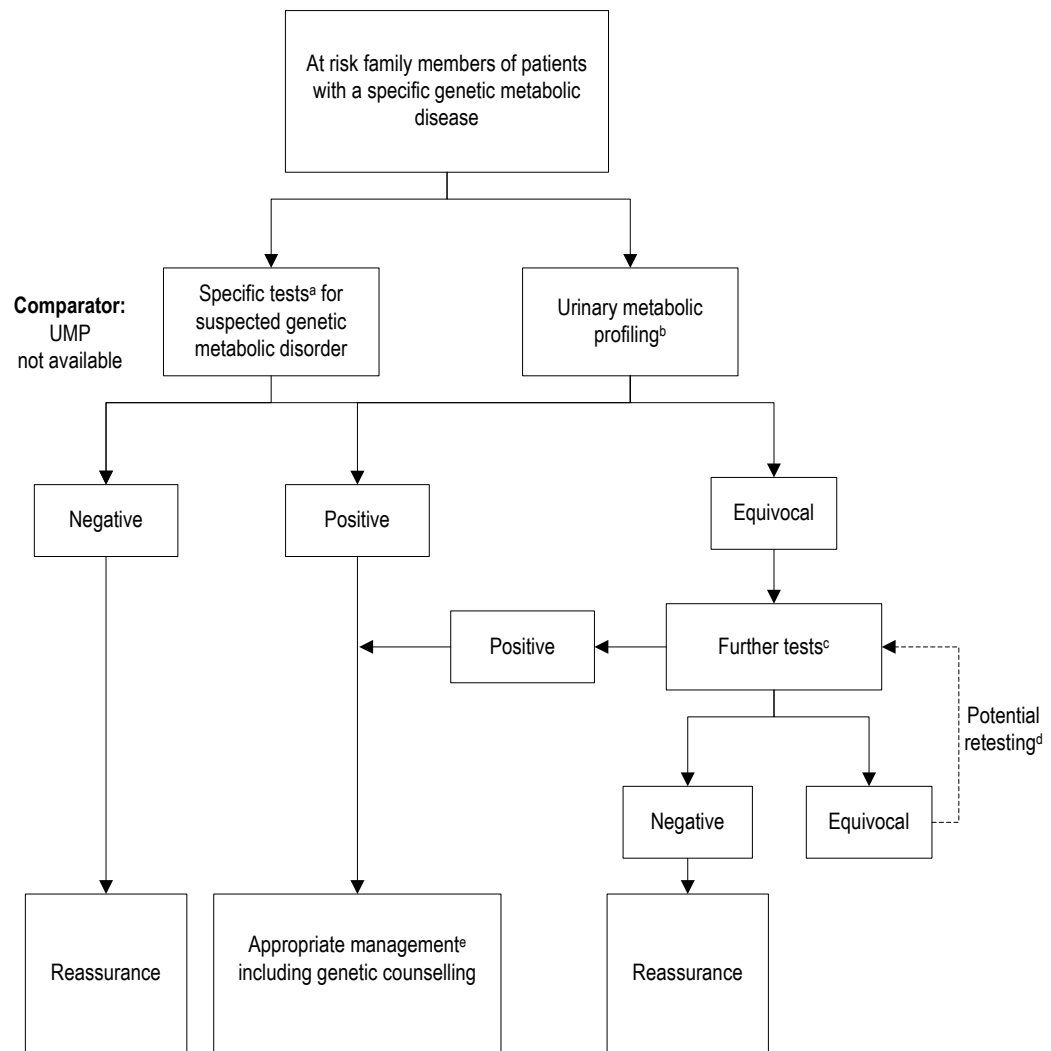 At risk family members of patients
with a specific genetic metabolic
disease
Comparator:
UMP
not available
Specific testsᵃ for
suspected genetic
metabolic disorder
Urinary metabolic
profilingᵇ
Negative
Positive
Equivocal
Positive
Further testsᶜ
Potential
retestingᵈ
Negative
Equivocal
Reassurance
Appropriate managementᵉ
including genetic counselling
Reassurance